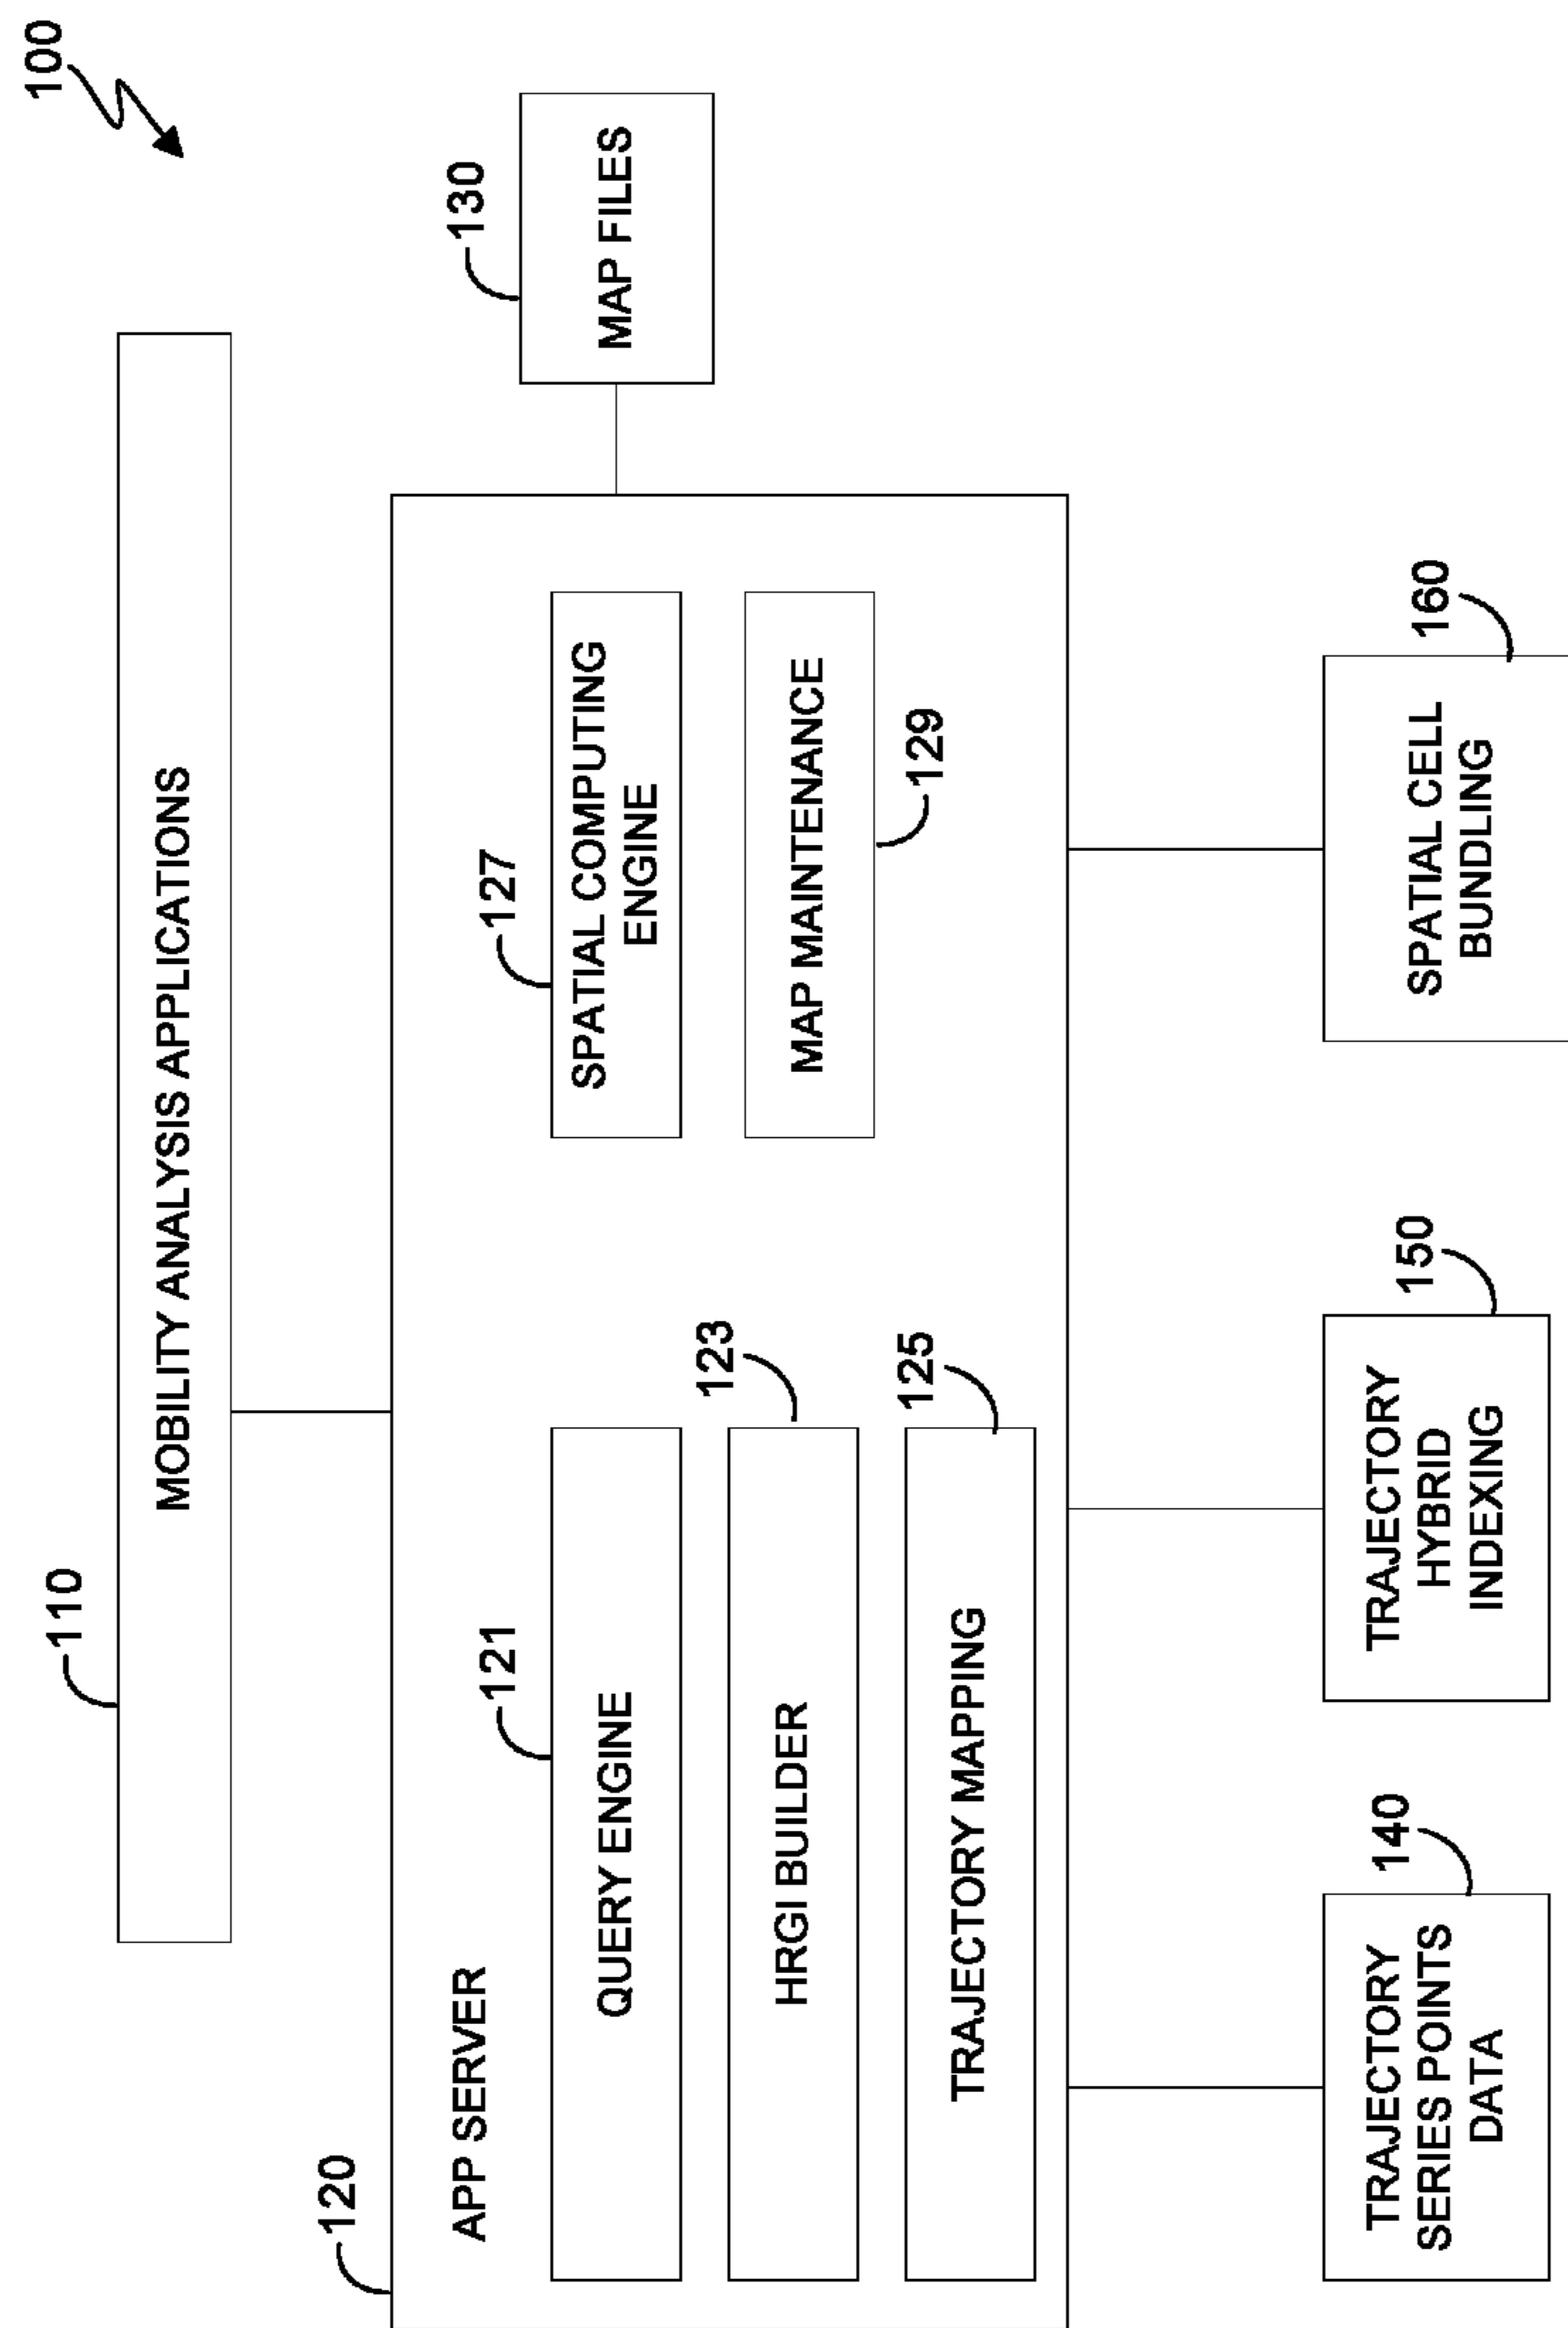 100
110
MOBILITY ANALYSIS APPLICATIONS
120
APP SERVER
121
QUERY ENGINE
123
HRGI BUILDER
125
TRAJECTORY MAPPING
127
SPATIAL COMPUTING
ENGINE
MAP MAINTENANCE
129
130
MAP FILES
140
TRAJECTORY
SERIES POINTS
DATA
150
TRAJECTORY
HYBRID
INDEXING
160
SPATIAL CELL
BUNDLING